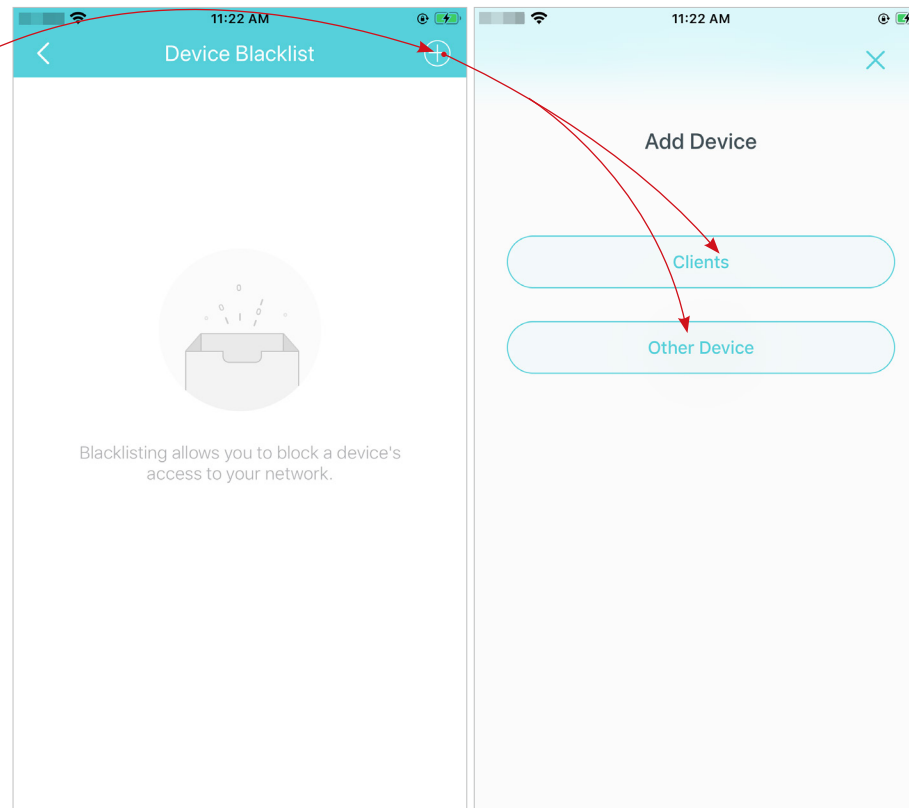 11:22 AM
Device Blacklist
Blacklisting allows you to block a device's
access to your network.
11:22 AM
Add Device
Clients
Other Device